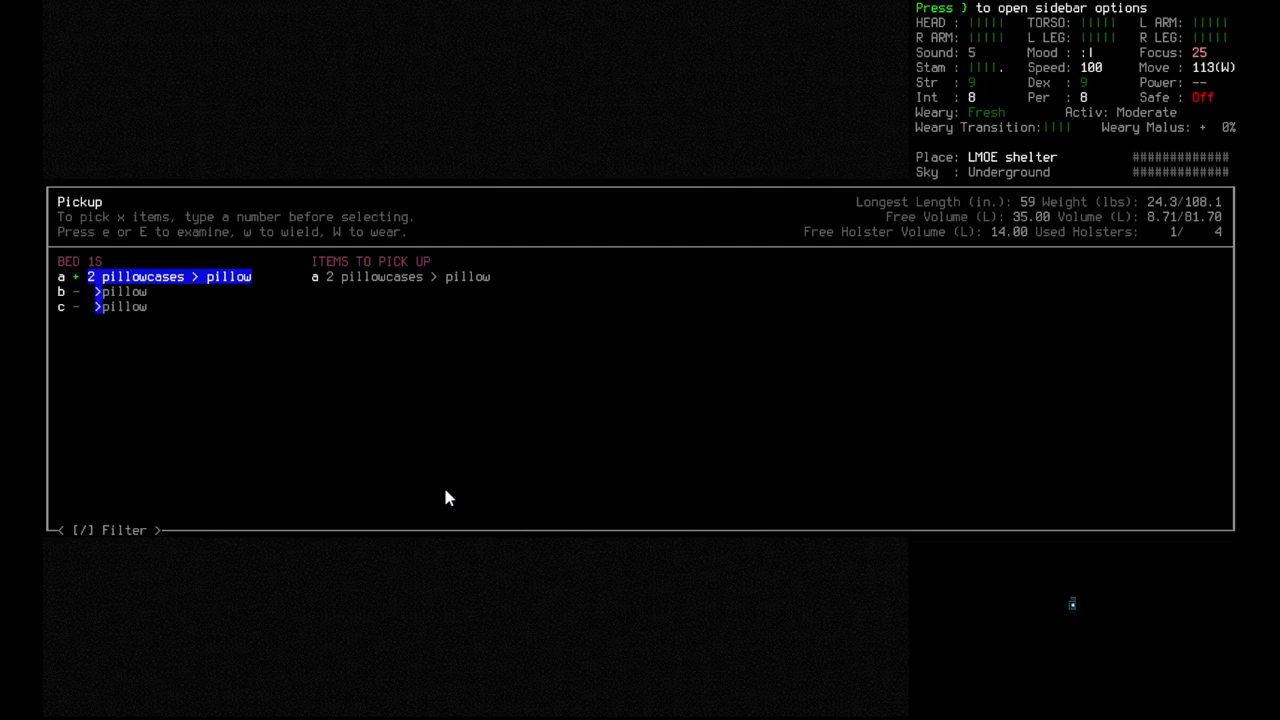 Press } to open sidebar options
HEAD : ||||| TORSO: ||||| L ARM: |||||
R ARM: ||||| L LEG: ||||| R LEG: |||||
Sound: 5 Mood : :| Focus: 25
Stam : ||||. Speed: 100 Move : 113(W)
Str : 9 Dex : 9 Power: --
Int : 8 Per : 8 Safe : Off
Weary: Fresh Activ: Moderate
Weary Transition:|||| Weary Malus: + 0%
Place: LMOE shelter #############
Sky : Underground #############
Pickup
To pick x items, type a number before selecting.
Press e or E to examine, w to wield, W to wear.
Longest Length (in.): 59 Weight (lbs): 24.3/108.1
Free Volume (L): 35.00 Volume (L): 8.71/81.70
Free Holster Volume (L): 14.00 Used Holsters: 1/ 4
BED 1S
a + 2 pillowcases > pillow
b - >pillow
c - >pillow
ITEMS TO PICK UP
a 2 pillowcases > pillow
< [/] Filter >